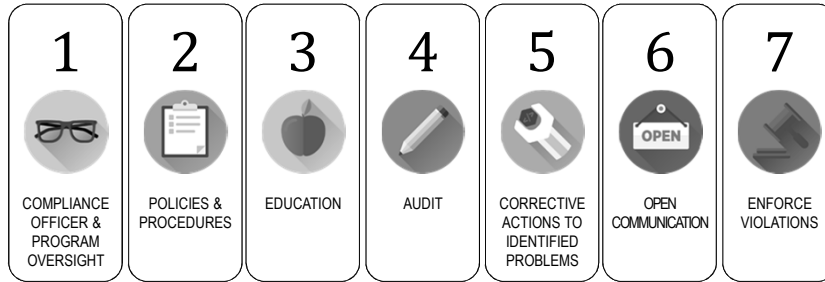 1
COMPLIANCE
OFFICER &
PROGRAM
OVERSIGHT
2
POLICIES &
PROCEDURES
3
EDUCATION
4
AUDIT
5
$
CORRECTIVE
ACTIONS TO
IDENTIFIED
PROBLEMS
6
OPEN
OPEN
COMMUNICATION
7
ENFORCE
VIOLATIONS